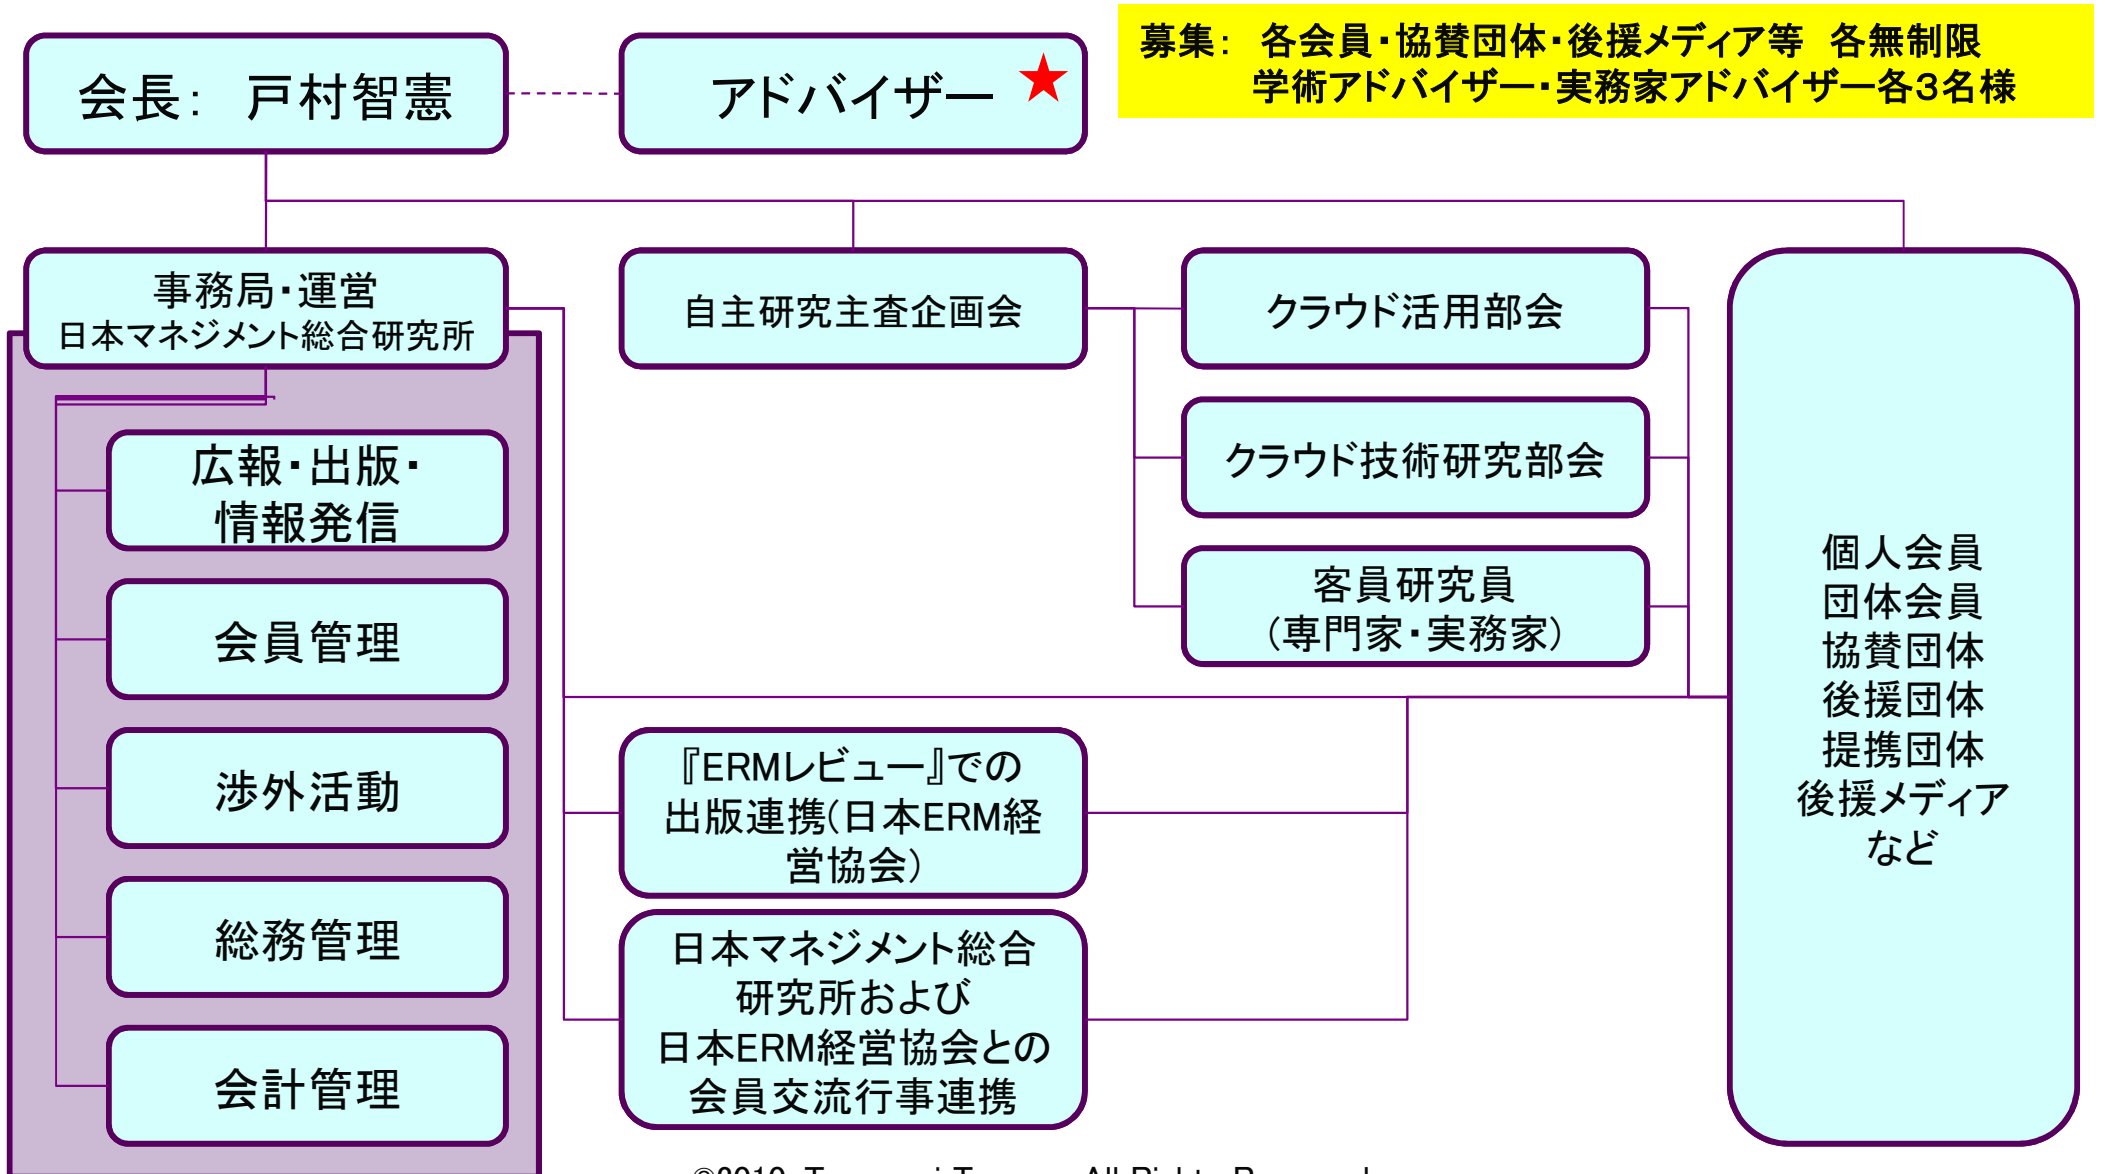 会長： 戸村智憲
アドバイザー
募集： 各会員・協賛団体・後援メディア等 各無制限
学術アドバイザー・実務家アドバイザー各３名様
事務局・運営
日本マネジメント総合研究所
自主研究主査企画会
クラウド活用部会
クラウド技術研究部会
客員研究員
（専門家・実務家）
広報・出版・
情報発信
会員管理
渉外活動
総務管理
会計管理
『ERMレビュー』での
出版連携(日本ERM経
営協会）
日本マネジメント総合
研究所および
日本ERM経営協会との
会員交流行事連携
個人会員
団体会員
協賛団体
後援団体
提携団体
後援メディア
など